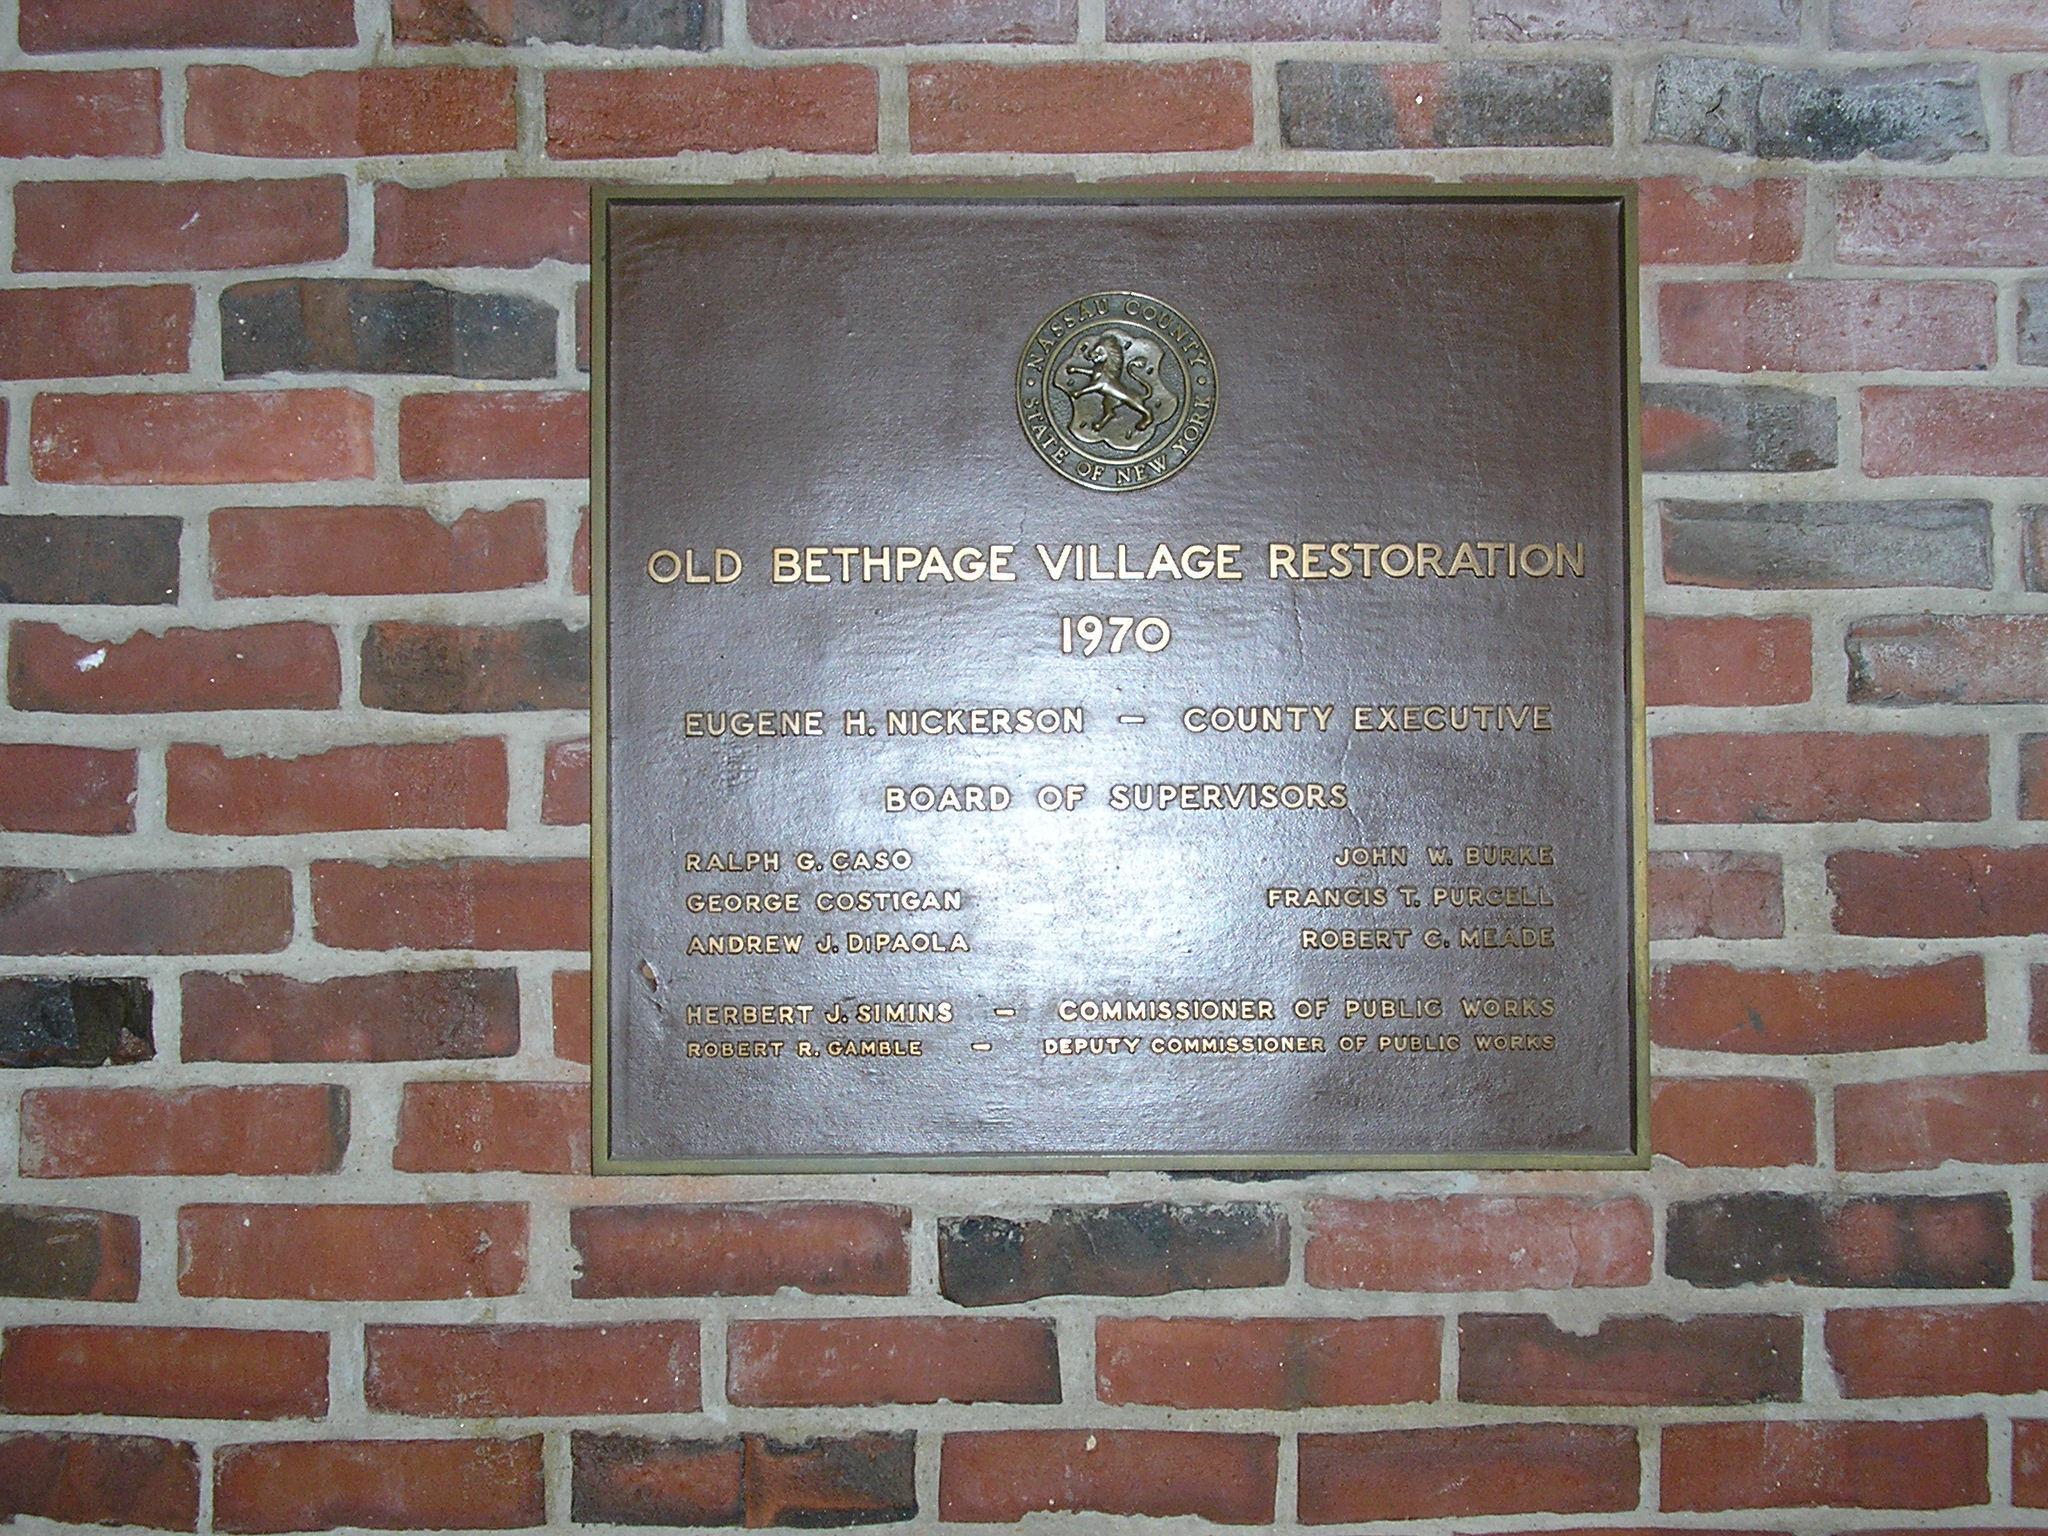 NASSAU COUNTY
STATE OF NEW YORK
OLD BETHPAGE VILLAGE RESTORATION
1970
EUGENE H. NICKERSON — COUNTY EXECUTIVE
BOARD OF SUPERVISORS
RALPH G. CASO JOHN W. BURKE
GEORGE COSTIGAN FRANCIS T. PURCELL
ANDREW J. DiPAOLA ROBERT C. MEADE
HERBERT J. SIMINS — COMMISSIONER OF PUBLIC WORKS
ROBERT R. GAMBLE — DEPUTY COMMISSIONER OF PUBLIC WORKS